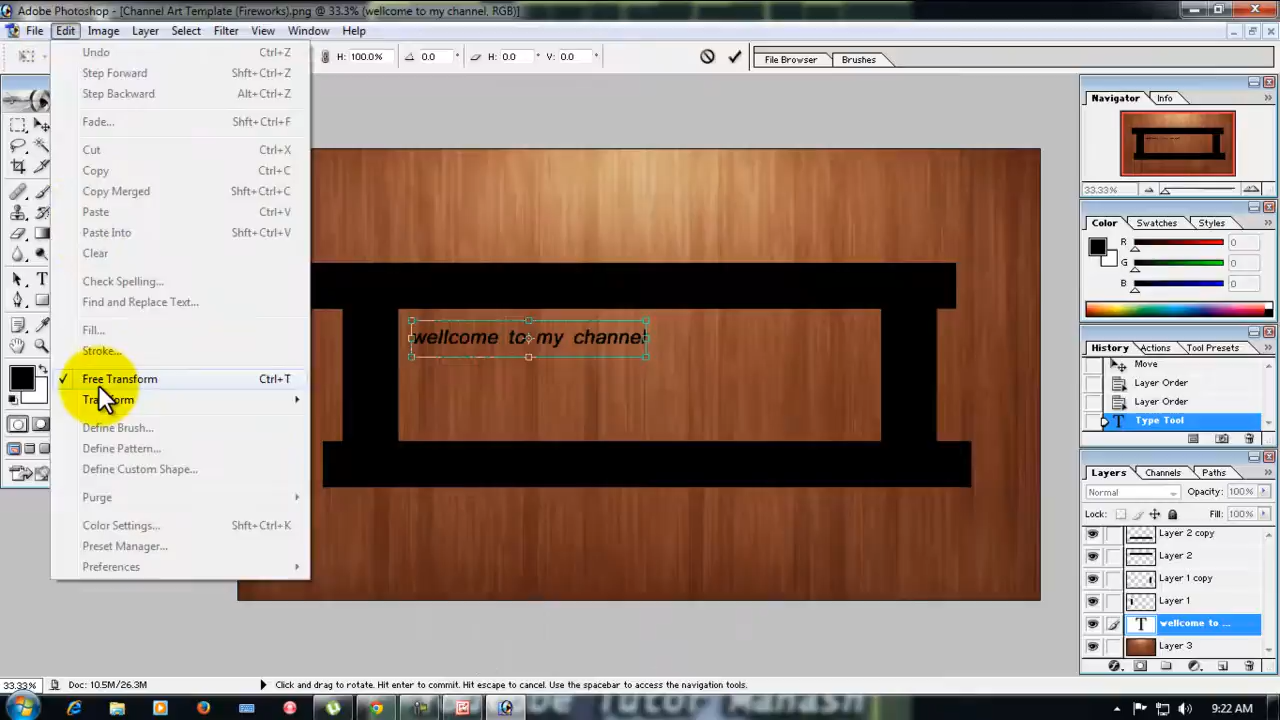 Adobe Photoshop - [Channel Art Template (Fireworks).png @ 33.3% (wellcome to my channel, RGB)]
File Edit Image Layer Select Filter View Window Help
H: 100.0% 0.0 ° H: 0.0 ° V: 0.0 ° File Browser Brushes
Undo Ctrl+Z
Step Forward Shft+Ctrl+Z
Step Backward Alt+Ctrl+Z
Fade... Shft+Ctrl+F
Cut Ctrl+X
Copy Ctrl+C
Copy Merged Shft+Ctrl+C
Paste Ctrl+V
Paste Into Shft+Ctrl+V
Clear
Check Spelling...
Find and Replace Text...
Fill...
Stroke...
✓ Free Transform Ctrl+T
Transform
Define Brush...
Define Pattern...
Define Custom Shape...
Purge
Color Settings... Shft+Ctrl+K
Preset Manager...
Preferences
wellcome to my channel
Navigator Info
33.33%
Color Swatches Styles
R 0
G 0
B 0
History Actions Tool Presets
Move
Layer Order
Layer Order
Type Tool
Layers Channels Paths
Normal Opacity: 100%
Lock: Fill: 100%
Layer 2 copy
Layer 2
Layer 1 copy
Layer 1
wellcome to ...
Layer 3
33.33% Doc: 10.5M/26.3M Click and drag to rotate. Hit enter to commit. Hit escape to cancel. Use the spacebar to access the navigation tools.
Tutor Manash
9:22 AM